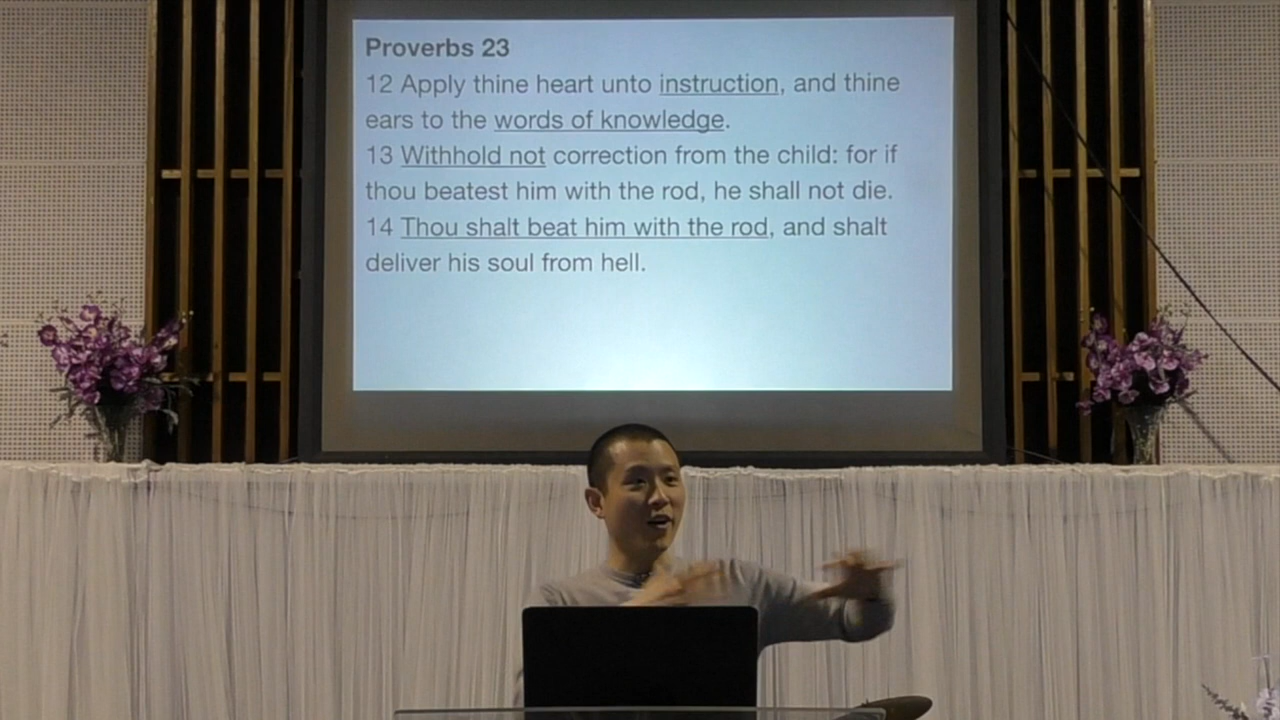 Proverbs 23
12 Apply thine heart unto instruction, and thine
ears to the words of knowledge.
13 Withhold not correction from the child: for if
thou beatest him with the rod, he shall not die.
14 Thou shalt beat him with the rod, and shalt
deliver his soul from hell.